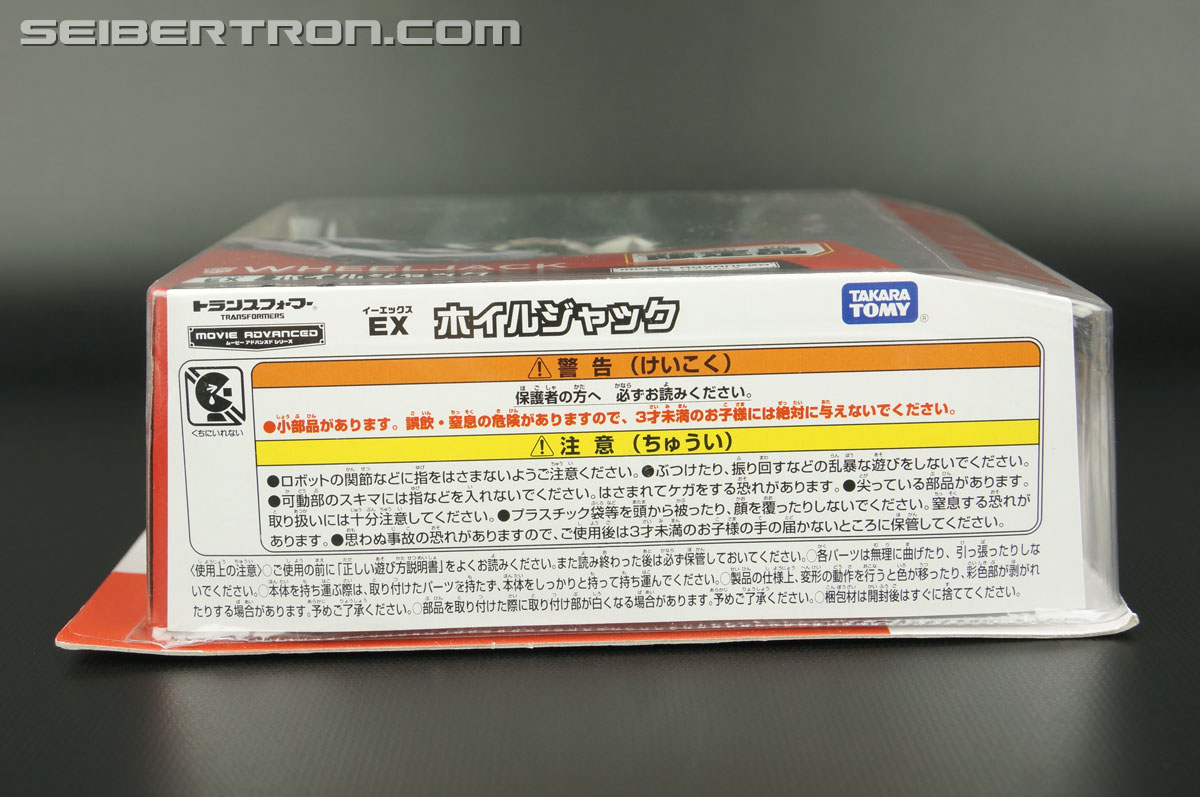 SEIBERTRON.com
WHEELJACK
トランスフォーマー
TRANSFORMERS
MOVIE ADVANCED
ムービー アドバンスド シリーズ
イーエックス
EX ホイルジャック
TAKARA
TOMY ®
くちにいれない
⚠ 警告（けいこく）
保護者の方へ 必ずお読みください。
●小部品があります。誤飲・窒息の危険がありますので、3才未満のお子様には絶対に与えないでください。
⚠ 注意（ちゅうい）
●ロボットの関節などに指をはさまないようご注意ください。●ぶつけたり、振り回すなどの乱暴な遊びをしないでください。
●可動部のスキマには指などを入れないでください。はさまれてケガをする恐れがあります。●尖っている部品があります。
取り扱いには十分注意してください。●プラスチック袋等を頭から被ったり、顔を覆ったりしないでください。窒息する恐れが
あります。●思わぬ事故の恐れがありますので、ご使用後は3才未満のお子様の手の届かないところに保管してください。
〈使用上の注意〉○ご使用の前に「正しい遊び方説明書」をよくお読みください。また読み終わった後は必ず保管しておいてください。○各パーツは無理に曲げたり、引っ張ったりしな
いでください。○本体を持ち運ぶ際は、取り付けたパーツを持たず、本体をしっかりと持って持ち運んでください。○製品の仕様上、変形の動作を行うと色が移ったり、彩色部が剥がれ
たりする場合があります。予めご了承ください。○部品を取り付けた際に取り付け部が白くなる場合があります。予めご了承ください。○梱包材は開封後はすぐに捨ててください。